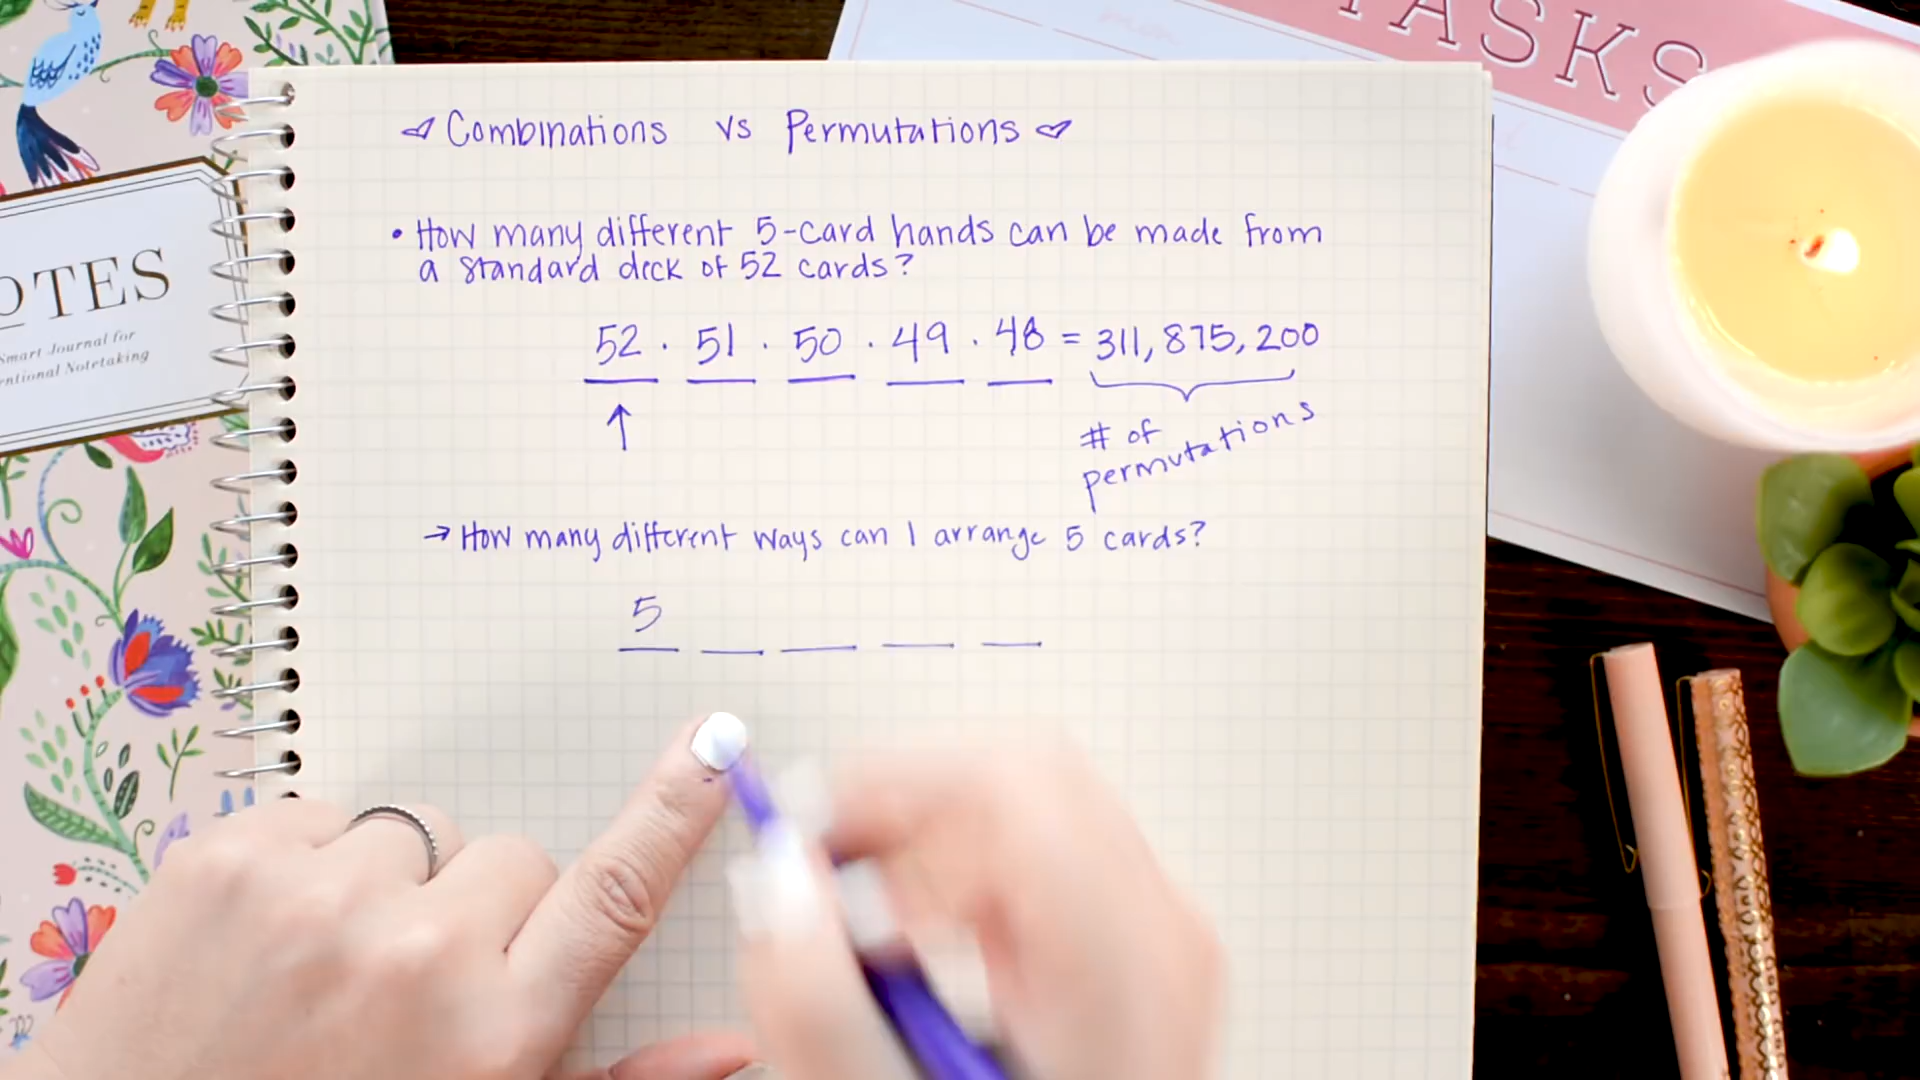 TASKS
Combinations vs Permutations
• How many different 5-card hands can be made from
a standard deck of 52 cards?
52 · 51 · 50 · 49 · 48 = 311,875,200
# of
permutations
→ How many different ways can I arrange 5 cards?
5
OTES
Smart Journal for
entional Notetaking